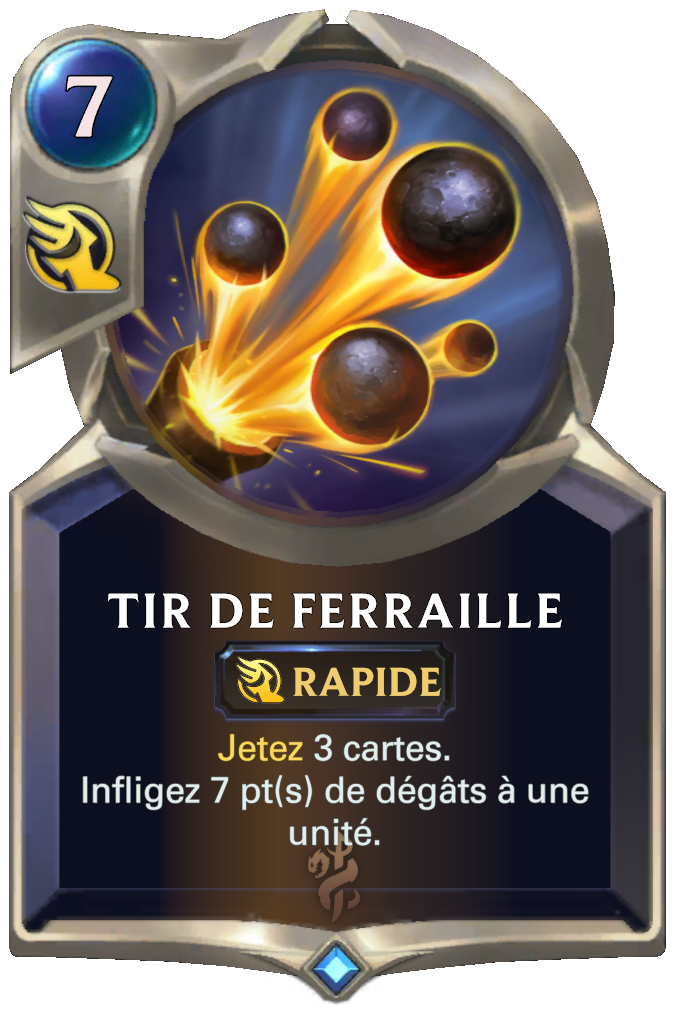 7
TIR DE FERRAILLE
RAPIDE
Jetez 3 cartes.
Infligez 7 pt(s) de dégâts à une
unité.